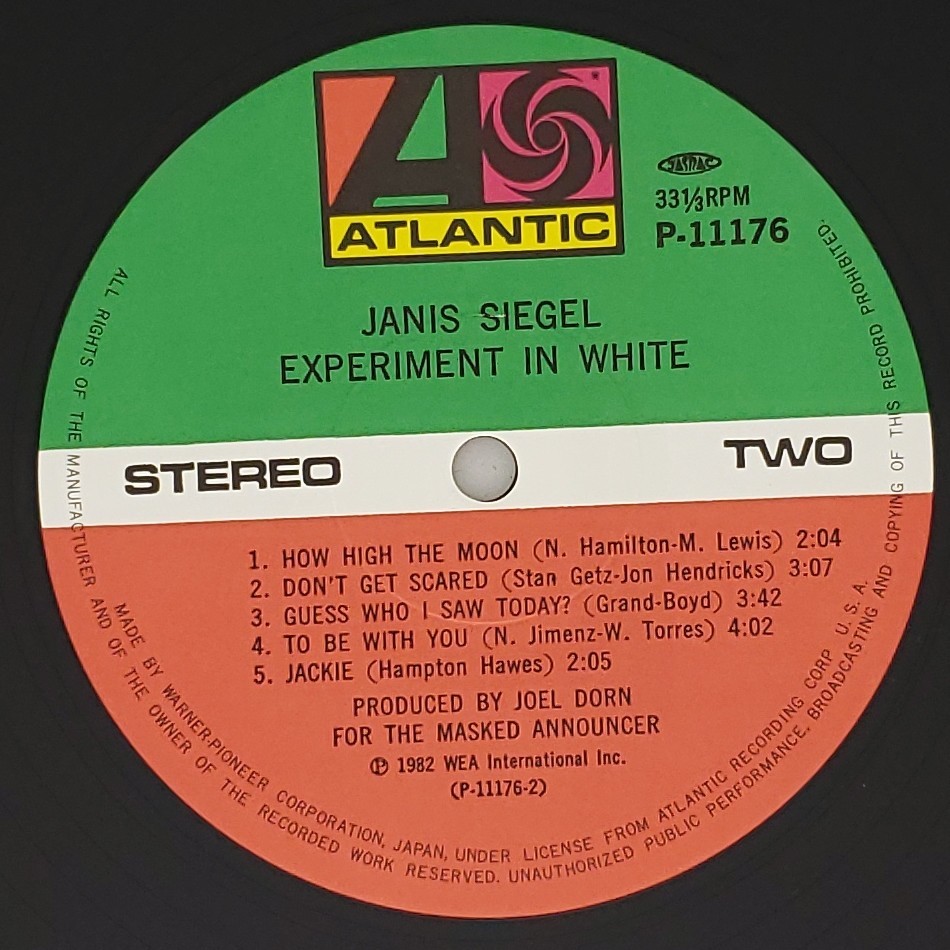 A
ATLANTIC
JASRAC
33⅓RPM
P-11176
JANIS SIEGEL
EXPERIMENT IN WHITE
STEREO
TWO
1. HOW HIGH THE MOON (N. Hamilton-M. Lewis) 2:04
2. DON'T GET SCARED (Stan Getz-Jon Hendricks) 3:07
3. GUESS WHO I SAW TODAY? (Grand-Boyd) 3:42
4. TO BE WITH YOU (N. Jimenz-W. Torres) 4:02
5. JACKIE (Hampton Hawes) 2:05
PRODUCED BY JOEL DORN
FOR THE MASKED ANNOUNCER
℗ 1982 WEA International Inc.
(P-11176-2)
MADE BY WARNER-PIONEER CORPORATION, JAPAN, UNDER LICENSE FROM ATLANTIC RECORDING CORP U. S. A.
ALL RIGHTS OF THE MANUFACTURER AND OF THE OWNER OF THE RECORDED WORK RESERVED. UNAUTHORIZED PUBLIC PERFORMANCE, BROADCASTING AND COPYING OF THIS RECORD PROHIBITED.